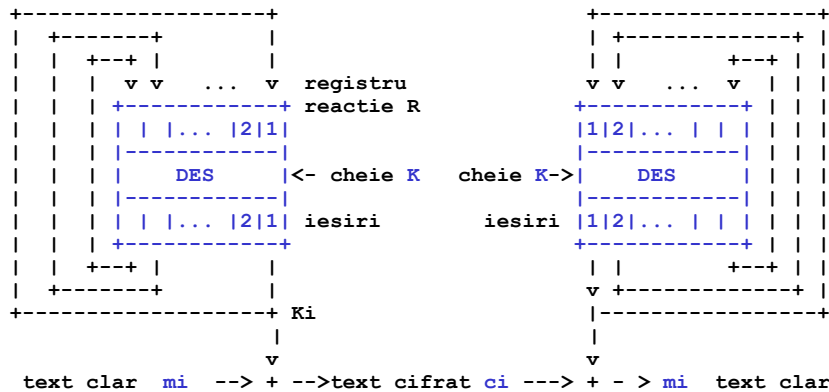 v v ... v registru v v ... v
reactie R
| | |... |2|1| |1|2|... | | |
DES <- cheie K cheie K-> DES
| | |... |2|1| iesiri iesiri |1|2|... | | |
Ki v
v v
text clar mi --> + -->text cifrat ci ---> + - > mi text clar